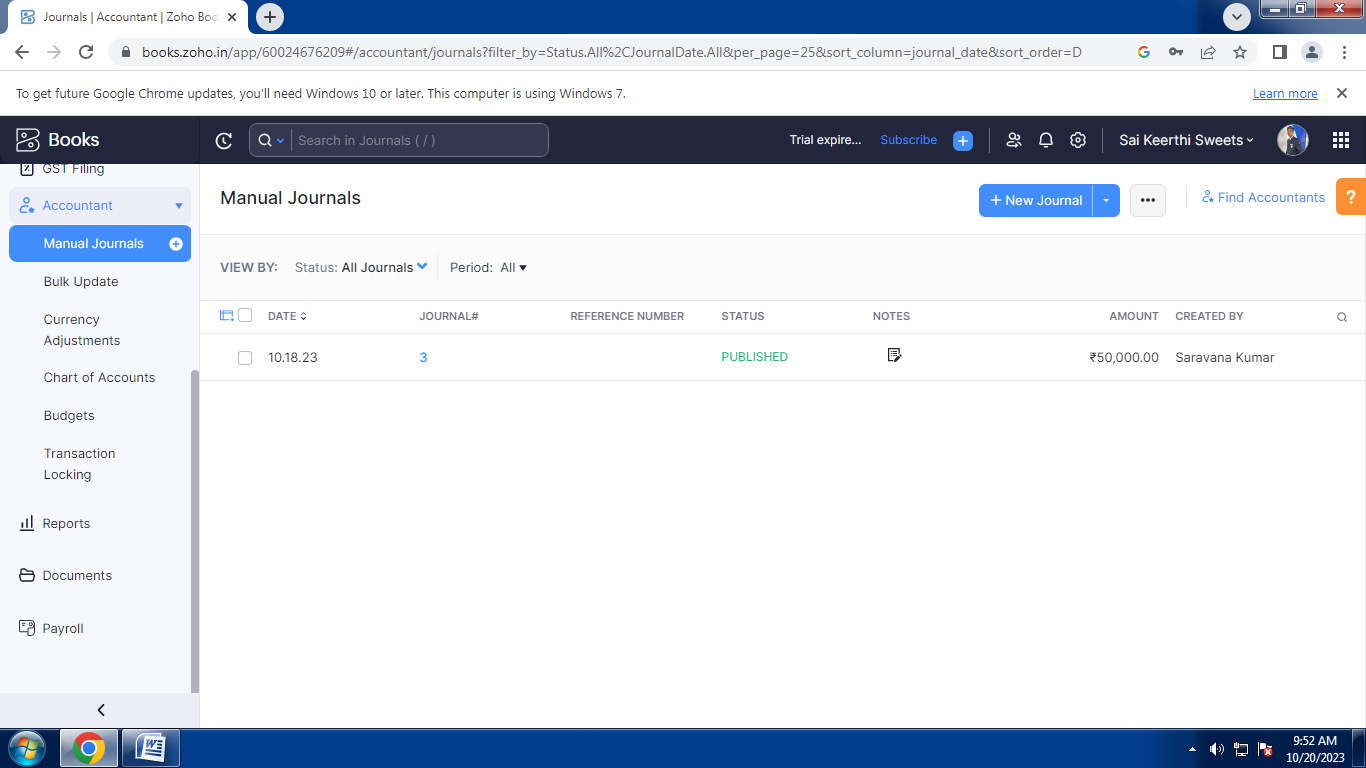 Journals | Accountant | Zoho Boo
books.zoho.in/app/60024676209#/accountant/journals?filter_by=Status.All%2CJournalDate.All&per_page=25&sort_column=journal_date&sort_order=D
To get future Google Chrome updates, you'll need Windows 10 or later. This computer is using Windows 7.
Learn more
Books
Search in Journals ( / )
Trial expire...
Subscribe
Sai Keerthi Sweets
GST Filing
Accountant
Manual Journals
Bulk Update
Currency
Adjustments
Chart of Accounts
Budgets
Transaction
Locking
Reports
Documents
Payroll
Manual Journals
+ New Journal
Find Accountants
?
VIEW BY: Status: All Journals Period: All
DATE JOURNAL# REFERENCE NUMBER STATUS NOTES AMOUNT CREATED BY
10.18.23 3 PUBLISHED ₹50,000.00 Saravana Kumar
9:52 AM
10/20/2023